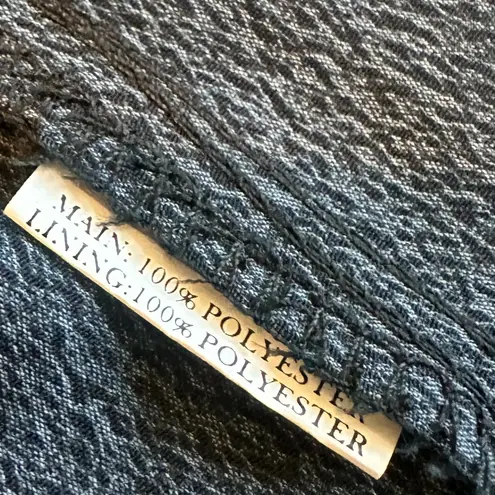 MAIN: 100% POLYESTER
LINING:100% POLYESTER